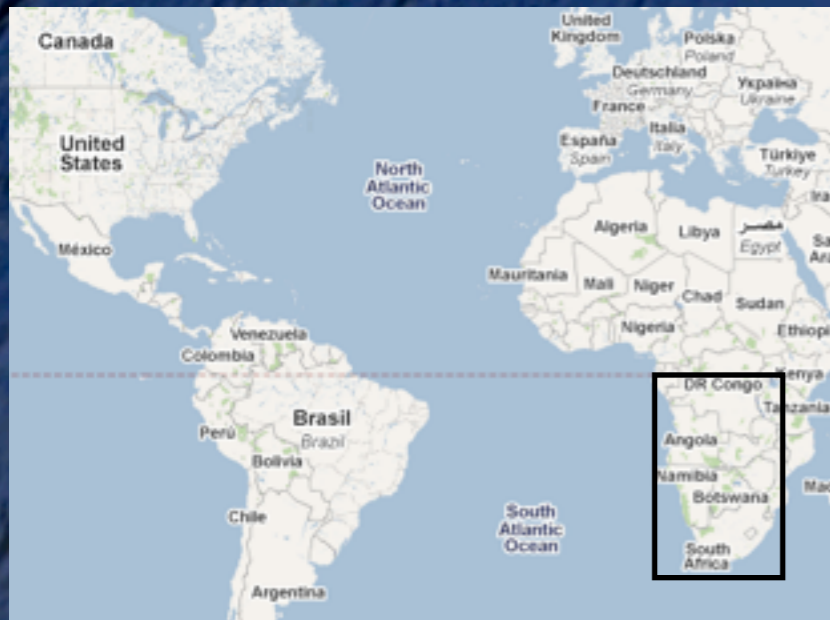 Canada
United
States
México
North
Atlantic
Ocean
United
Kingdom
Polska
Poland
Deutschland
Germany
Україна
Ukraine
France
Italia
Italy
España
Spain
Türkiye
Turkey
Algeria
Libya
مصر
Egypt
Mauritania
Mali
Niger
Chad
Sudan
Nigeria
Venezuela
Colombia
DR Congo
Kenya
Perú
Brasil
Brazil
Bolivia
Angola
Namibia
Botswana
Chile
South
Atlantic
Ocean
South
Africa
Argentina
Tanzania